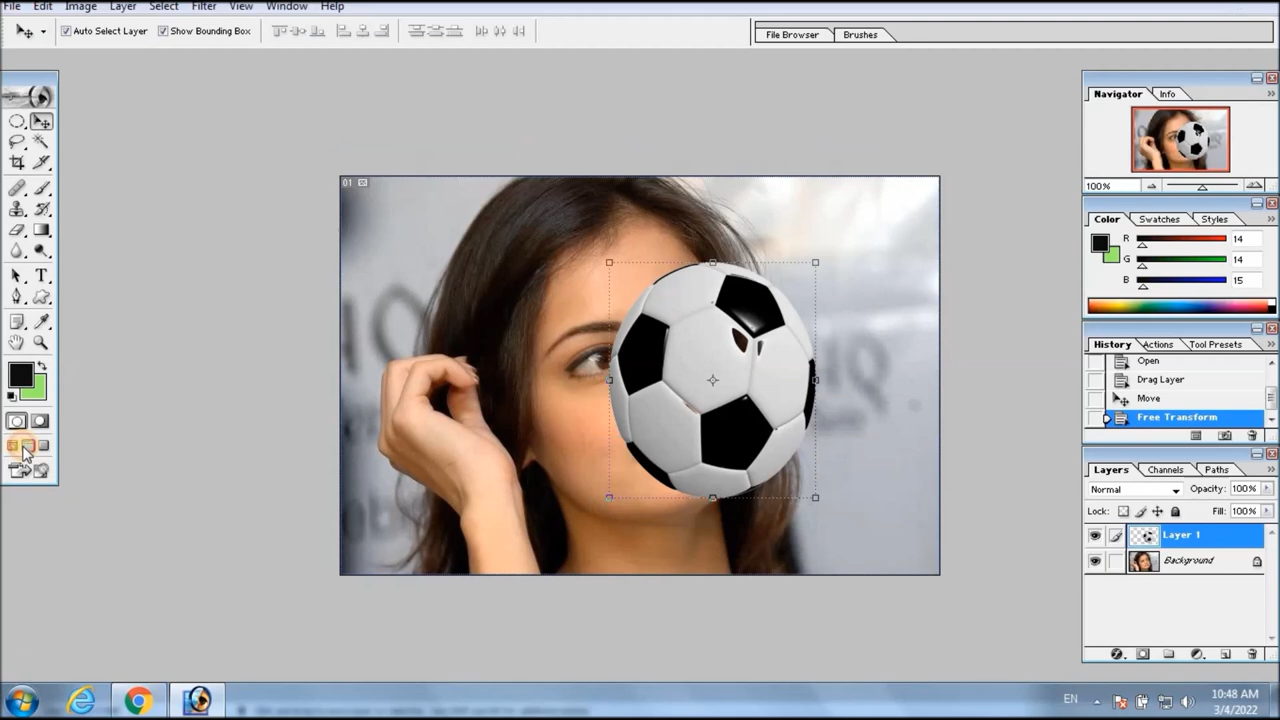 File Edit Image Layer Select Filter View Window Help
Auto Select Layer Show Bounding Box File Browser Brushes
Navigator Info
100%
Color Swatches Styles
R 14
G 14
B 15
History Actions Tool Presets
Open
Drag Layer
Move
Free Transform
Layers Channels Paths
Normal Opacity: 100%
Lock: Fill: 100%
Layer 1
Background
01
T
EN
10:48 AM
3/4/2022